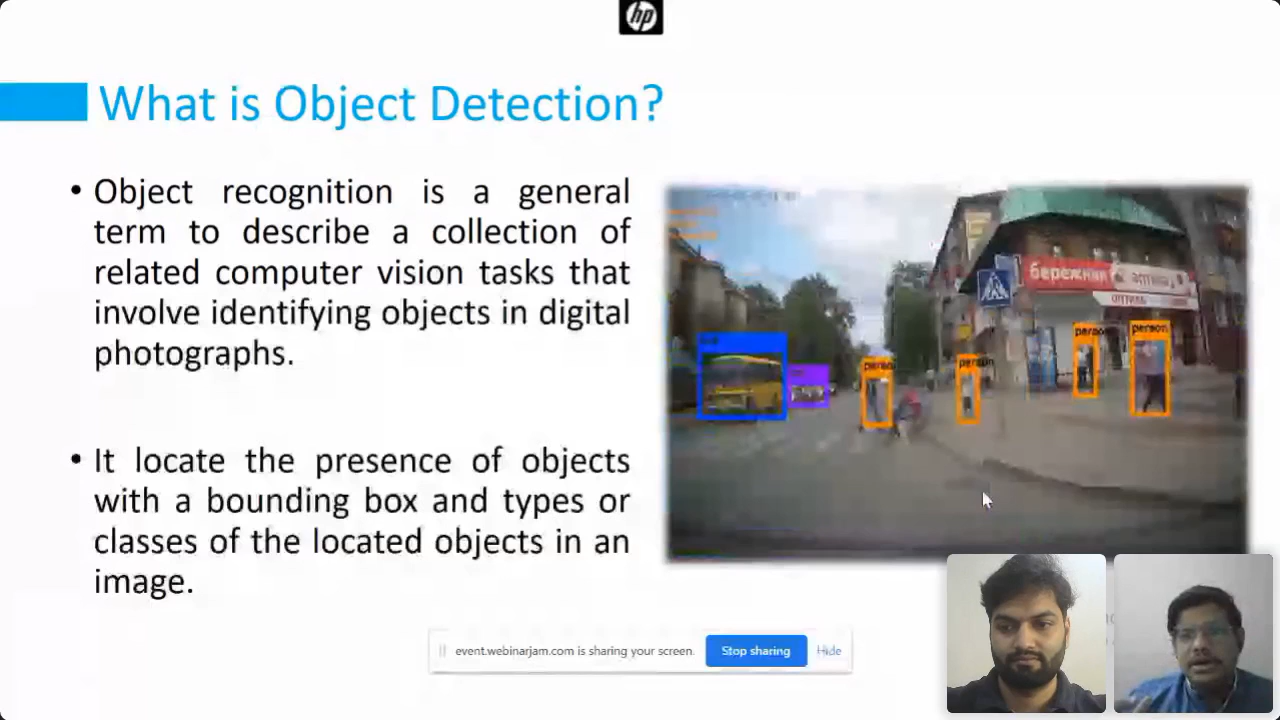 hp
What is Object Detection?
• Object recognition is a general
term to describe a collection of
related computer vision tasks that
involve identifying objects in digital
photographs.
• It locate the presence of objects
with a bounding box and types or
classes of the located objects in an
image.
бережная
person
person
person
person
event.webinarjam.com is sharing your screen.
Stop sharing
Hide